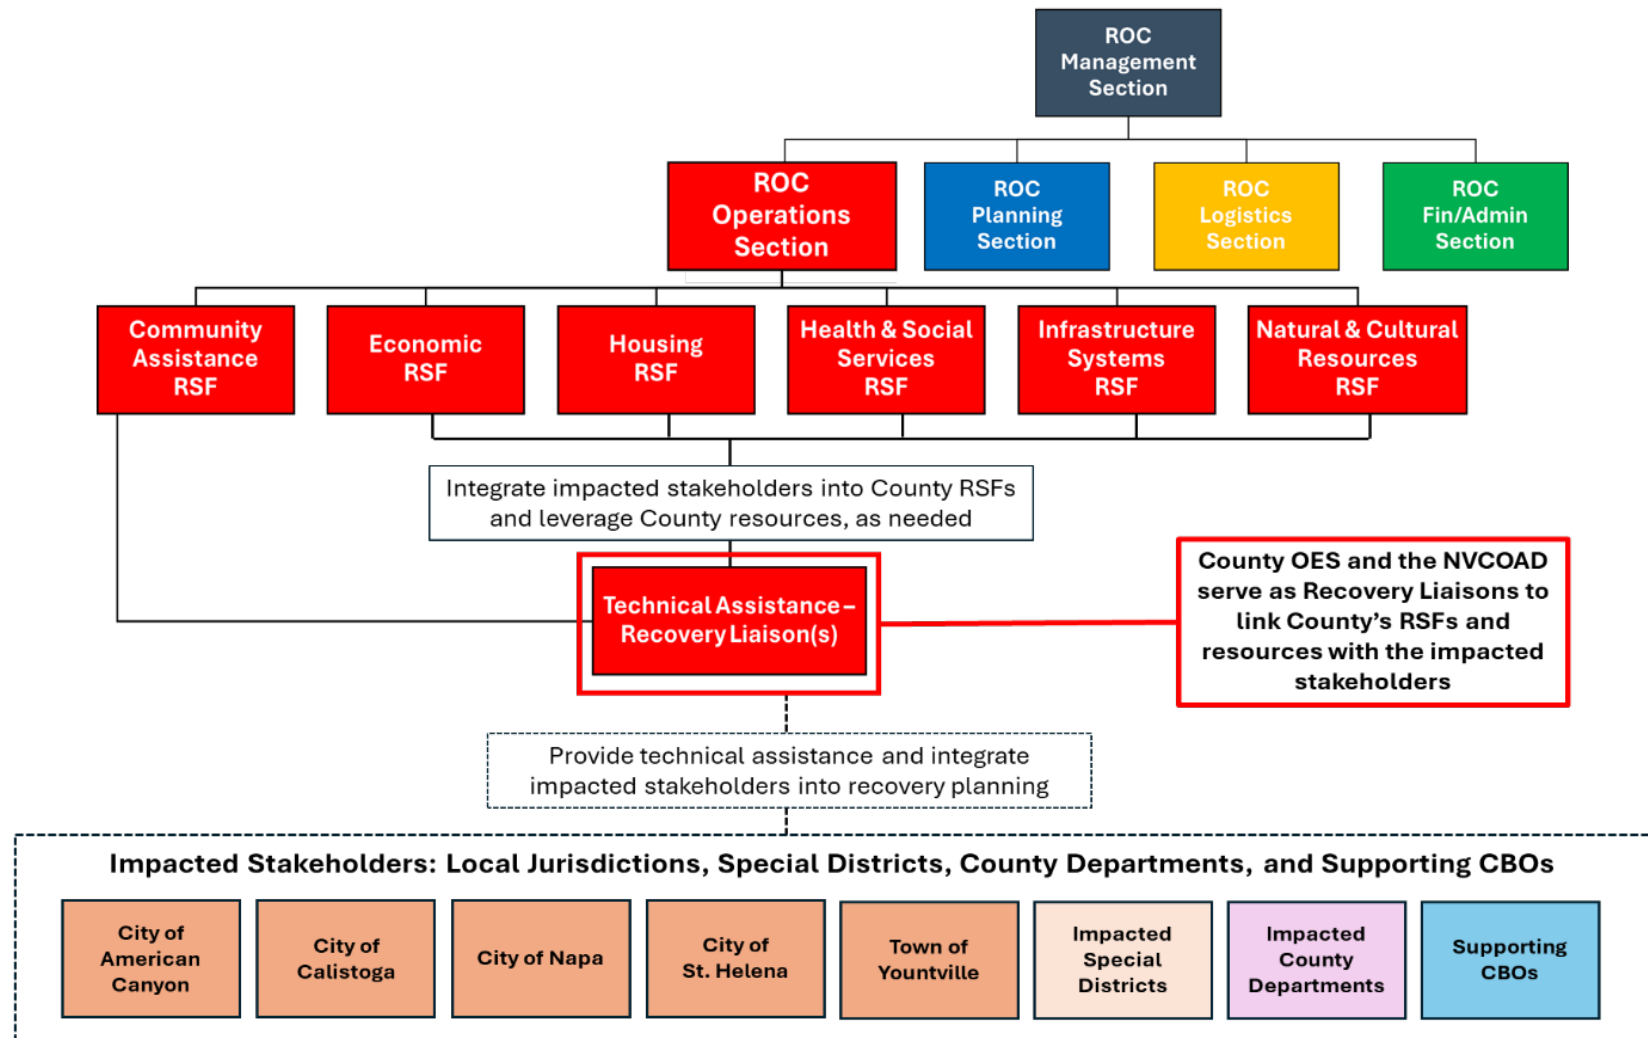 ROC
Management
Section
ROC
Operations
Section
ROC
Planning
Section
ROC
Logistics
Section
ROC
Fin/Admin
Section
Community
Assistance
RSF
Economic
RSF
Housing
RSF
Health & Social
Services
RSF
Infrastructure
Systems
RSF
Natural & Cultural
Resources
RSF
Integrate impacted stakeholders into County RSFs
and leverage County resources, as needed
Technical Assistance –
Recovery Liaison(s)
County OES and the NVCOAD
serve as Recovery Liaisons to
link County’s RSFs and
resources with the impacted
stakeholders
Provide technical assistance and integrate
impacted stakeholders into recovery planning
Impacted Stakeholders: Local Jurisdictions, Special Districts, County Departments, and Supporting CBOs
City of
American
Canyon
City of
Calistoga
City of Napa
City of
St. Helena
Town of
Yountville
Impacted
Special
Districts
Impacted
County
Departments
Supporting
CBOs